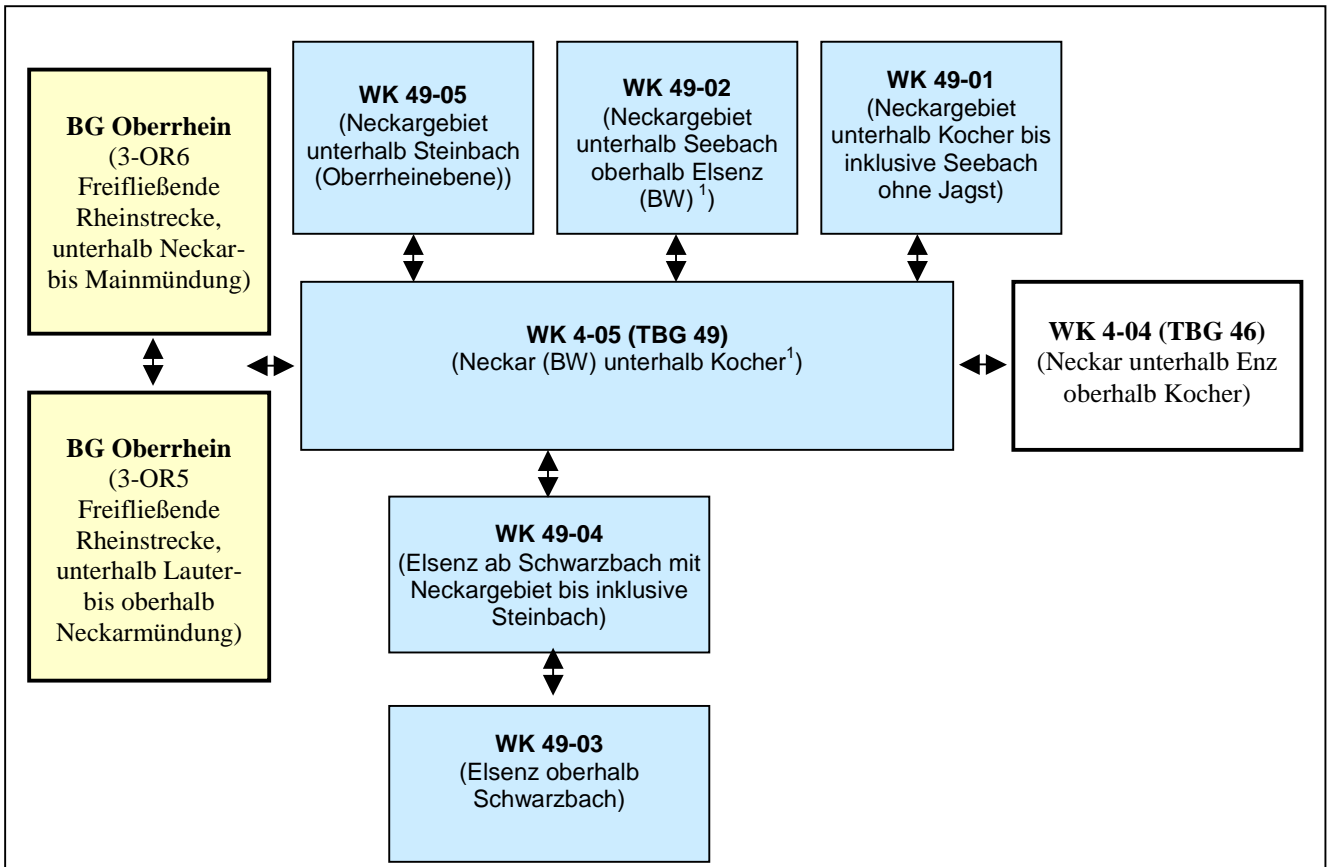 BG Oberrhein
(3-OR6
Freifließende
Rheinstrecke,
unterhalb Neckar-
bis Mainmündung)
WK 49-05
(Neckargebiet
unterhalb Steinbach
(Oberrheinebene))
WK 49-02
(Neckargebiet
unterhalb Seebach
oberhalb Elsenz
(BW) ¹)
WK 49-01
(Neckargebiet
unterhalb Kocher bis
inklusive Seebach
ohne Jagst)
WK 4-05 (TBG 49)
(Neckar (BW) unterhalb Kocher¹)
WK 4-04 (TBG 46)
(Neckar unterhalb Enz
oberhalb Kocher)
BG Oberrhein
(3-OR5
Freifließende
Rheinstrecke,
unterhalb Lauter-
bis oberhalb
Neckarmündung)
WK 49-04
(Elsenz ab Schwarzbach mit
Neckargebiet bis inklusive
Steinbach)
WK 49-03
(Elsenz oberhalb
Schwarzbach)